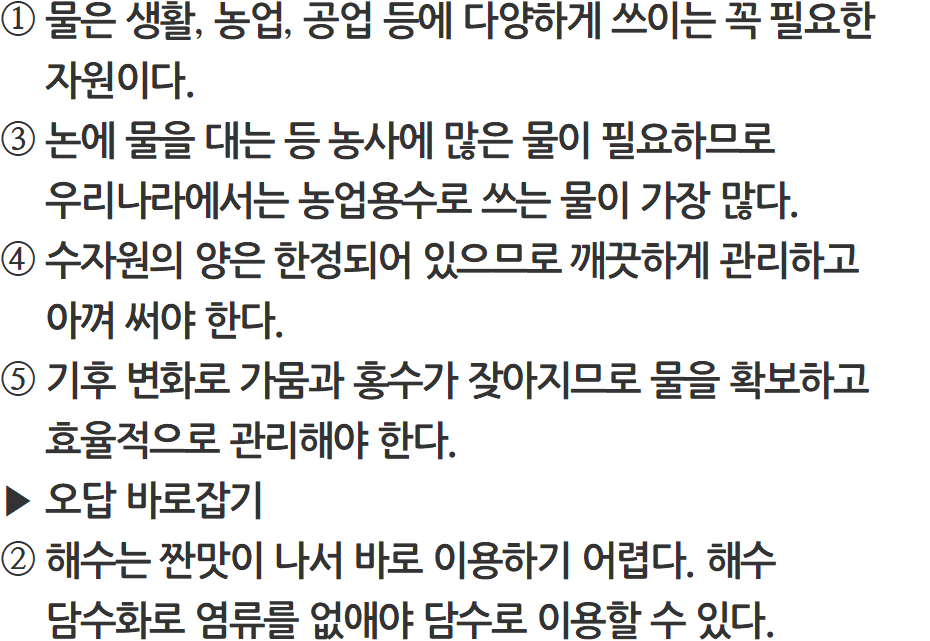 ① 물은 생활, 농업, 공업 등에 다양하게 쓰이는 꼭 필요한
자원이다.
③ 논에 물을 대는 등 농사에 많은 물이 필요하므로
우리나라에서는 농업용수로 쓰는 물이 가장 많다.
④ 수자원의 양은 한정되어 있으므로 깨끗하게 관리하고
아껴 써야 한다.
⑤ 기후 변화로 가뭄과 홍수가 잦아지므로 물을 확보하고
효율적으로 관리해야 한다.
▶ 오답 바로잡기
② 해수는 짠맛이 나서 바로 이용하기 어렵다. 해수
담수화로 염류를 없애야 담수로 이용할 수 있다.